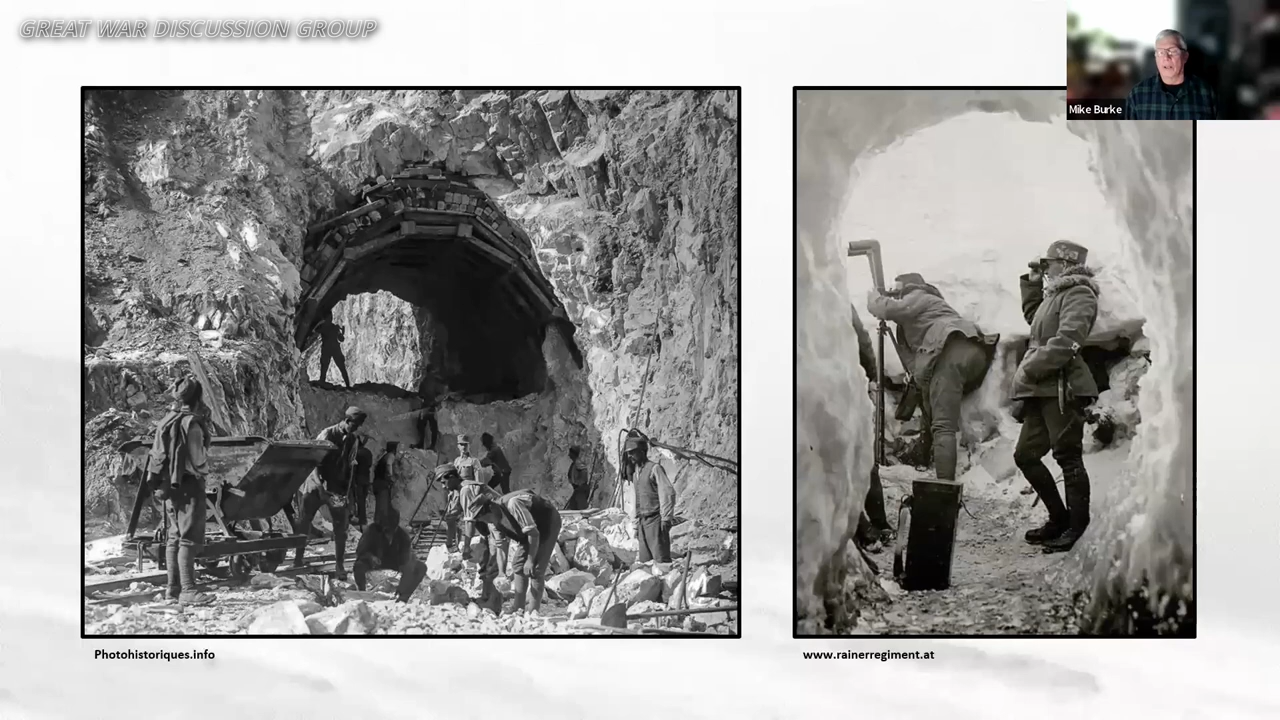 GREAT WAR DISCUSSION GROUP
Mike Burke
Photohistoriques.info
www.rainerregiment.at